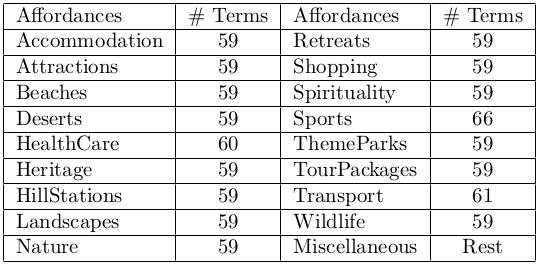 Affordances # Terms Affordances # Terms
Accommodation 59 Retreats 59
Attractions 59 Shopping 59
Beaches 59 Spirituality 59
Deserts 59 Sports 66
HealthCare 60 ThemeParks 59
Heritage 59 TourPackages 59
HillStations 59 Transport 61
Landscapes 59 Wildlife 59
Nature 59 Miscellaneous Rest